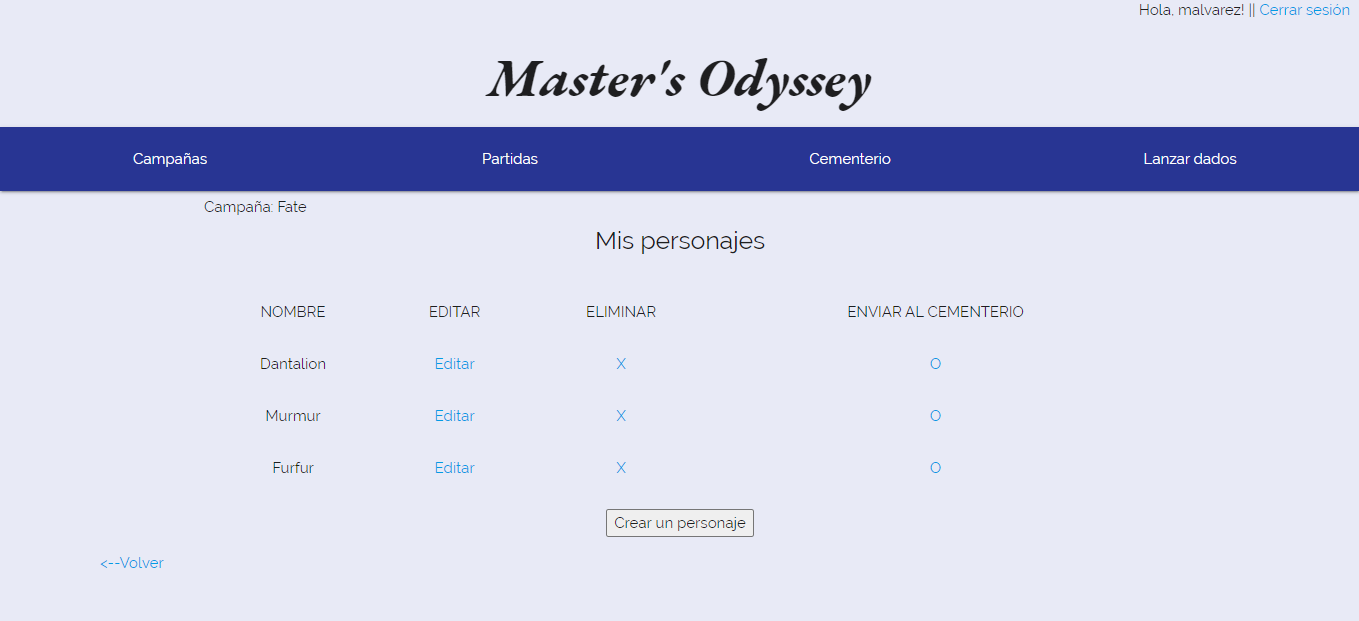 Hola, malvarez! || Cerrar sesión
Master's Odyssey
Campañas Partidas Cementerio Lanzar dados
Campaña: Fate
Mis personajes
NOMBRE EDITAR ELIMINAR ENVIAR AL CEMENTERIO
Dantalion Editar X O
Murmur Editar X O
Furfur Editar X O
Crear un personaje
<--Volver